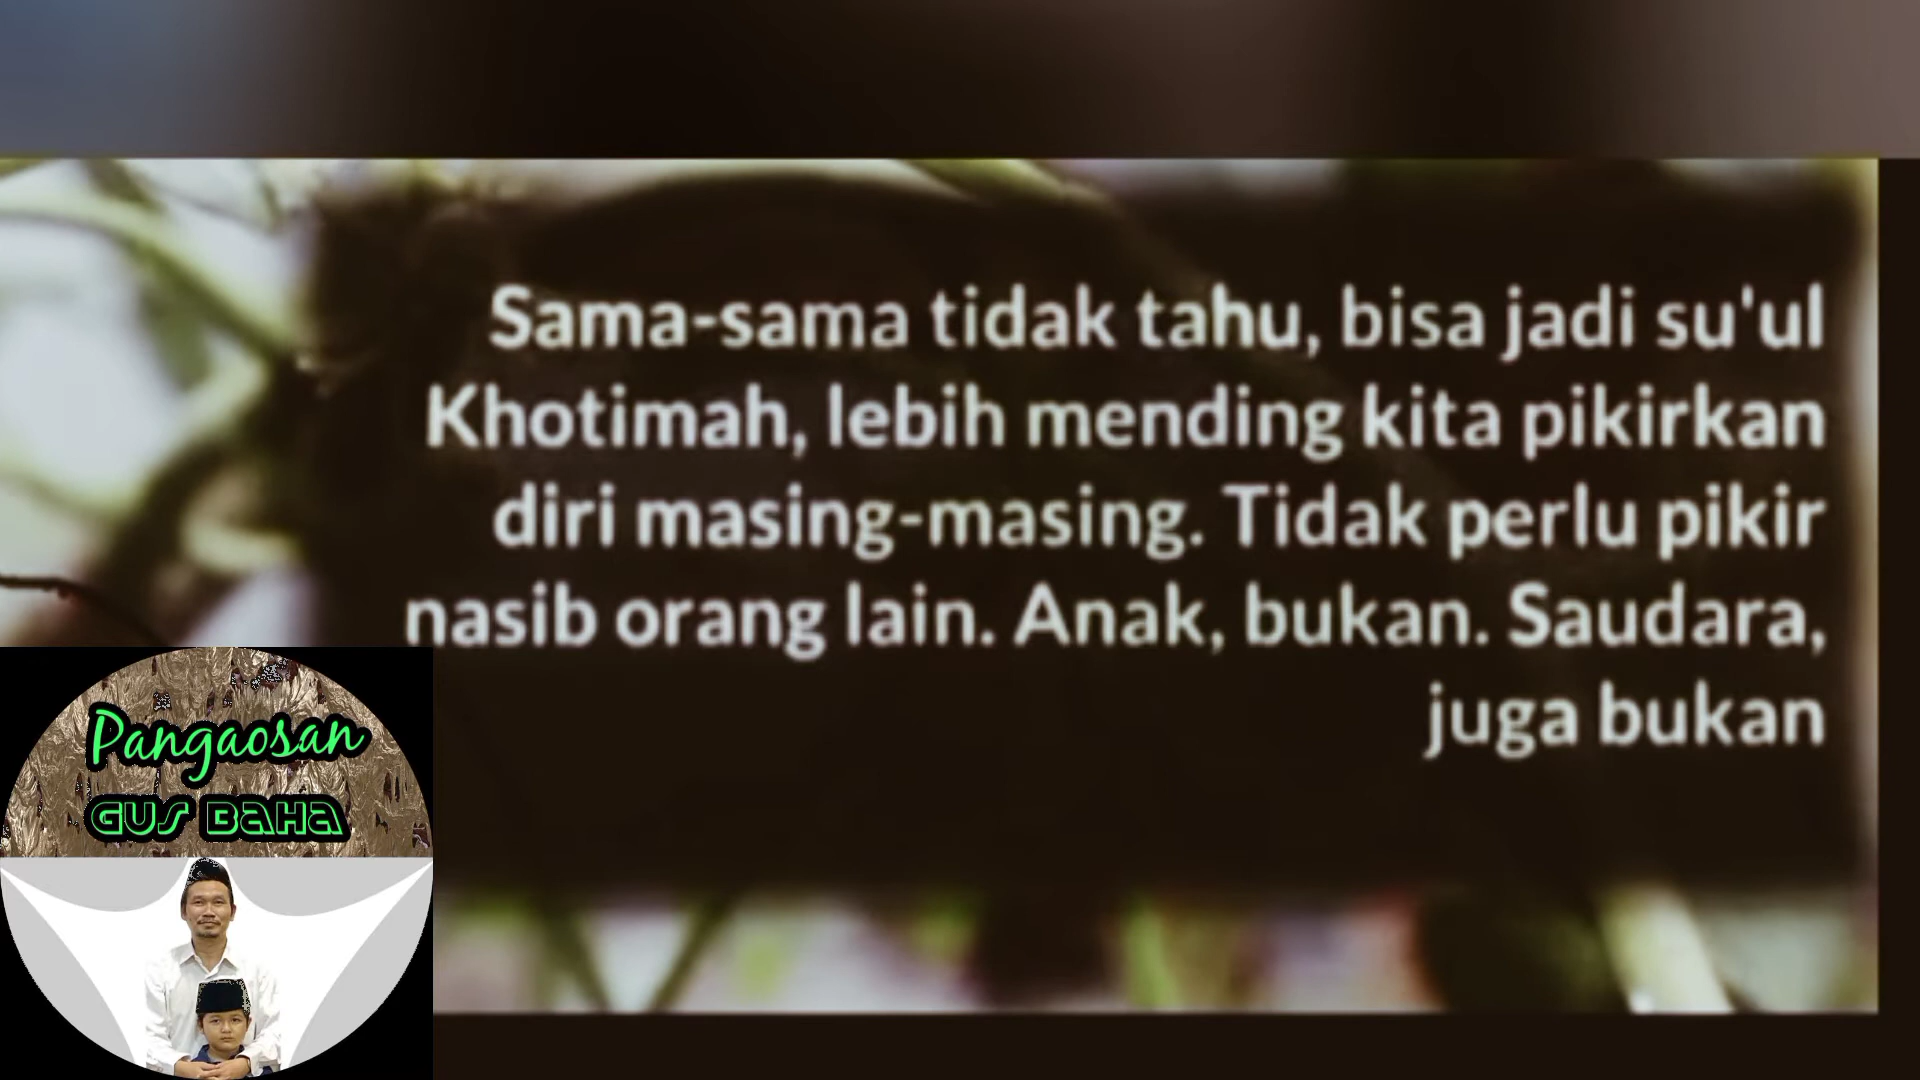 Sama-sama tidak tahu, bisa jadi su'ul
Khotimah, lebih mending kita pikirkan
diri masing-masing. Tidak perlu pikir
nasib orang lain. Anak, bukan. Saudara,
juga bukan
Pangaosan
GUS BAHA